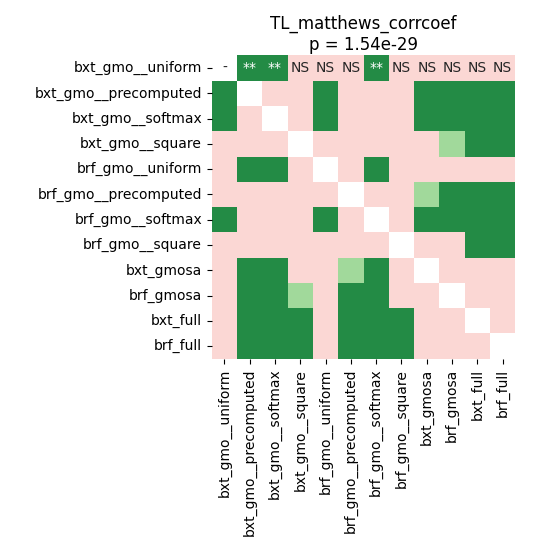 TL_matthews_corrcoef
p = 1.54e-29
bxt_gmo__uniform - ** ** NS NS NS ** NS NS NS NS NS
bxt_gmo__precomputed
bxt_gmo__softmax
bxt_gmo__square
brf_gmo__uniform
brf_gmo__precomputed
brf_gmo__softmax
brf_gmo__square
bxt_gmosa
brf_gmosa
bxt_full
brf_full
bxt_gmo__uniform
bxt_gmo__precomputed
bxt_gmo__softmax
bxt_gmo__square
brf_gmo__uniform
brf_gmo__precomputed
brf_gmo__softmax
brf_gmo__square
bxt_gmosa
brf_gmosa
bxt_full
brf_full